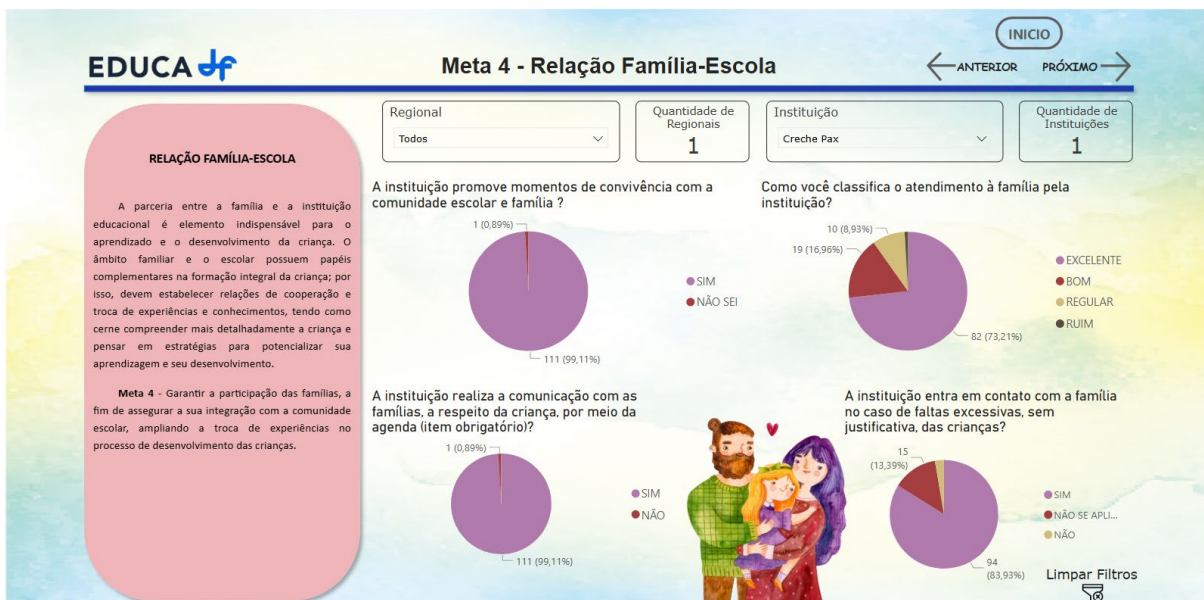 INICIO
EDUCA df
Meta 4 - Relação Família-Escola
ANTERIOR
PRÓXIMO
RELAÇÃO FAMÍLIA-ESCOLA
A parceria entre a família e a instituição
educacional é elemento indispensável para o
aprendizado e o desenvolvimento da criança. O
âmbito familiar e o escolar possuem papéis
complementares na formação integral da criança; por
isso, devem estabelecer relações de cooperação e
troca de experiências e conhecimentos, tendo como
cerne compreender mais detalhadamente a criança e
pensar em estratégias para potencializar sua
aprendizagem e seu desenvolvimento.
Meta 4 - Garantir a participação das famílias, a
fim de assegurar a sua integração com a comunidade
escolar, ampliando a troca de experiências no
processo de desenvolvimento das crianças.
Regional
Todos
Quantidade de
Regionais
1
Instituição
Creche Pax
Quantidade de
Instituições
1
A instituição promove momentos de convivência com a
comunidade escolar e família ?
1 (0,89%)
111 (99,11%)
SIM
NÃO SEI
Como você classifica o atendimento à família pela
instituição?
10 (8,93%)
19 (16,96%)
82 (73,21%)
EXCELENTE
BOM
REGULAR
RUIM
A instituição realiza a comunicação com as
famílias, a respeito da criança, por meio da
agenda (item obrigatório)?
1 (0,89%)
111 (99,11%)
SIM
NÃO
A instituição entra em contato com a família
no caso de faltas excessivas, sem
justificativa, das crianças?
15
(13,39%)
94
(83,93%)
SIM
NÃO SE APLI...
NÃO
Limpar Filtros